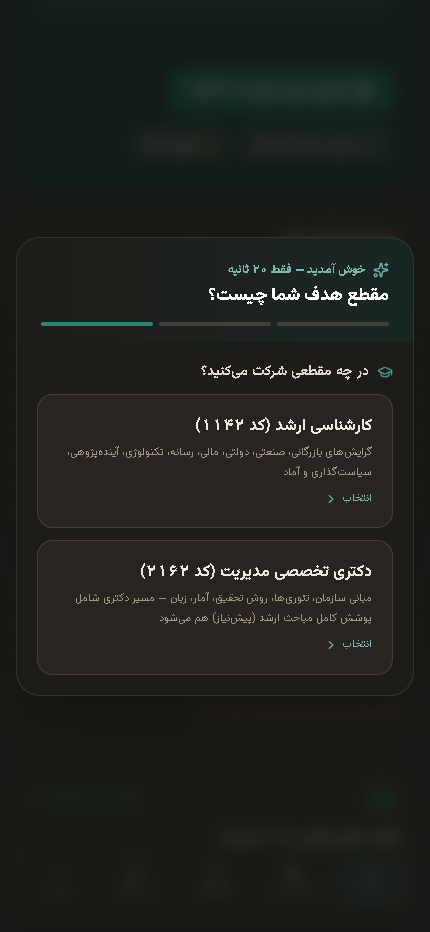 خوش آمدید — فقط ۲۰ ثانیه
مقطع هدف شما چیست؟
در چه مقطعی شرکت می‌کنید؟
کارشناسی ارشد (کد ۱۱۴۲)
گرایش‌های بازرگانی، صنعتی، دولتی، مالی، رسانه، تکنولوژی، آینده‌پژوهی،
سیاست‌گذاری و آماد
انتخاب
دکتری تخصصی مدیریت (کد ۲۱۶۲)
مبانی سازمان، تئوری‌ها، روش تحقیق، آمار، زبان — مسیر دکتری شامل
پوشش کامل مباحث ارشد (پیش‌نیاز) هم می‌شود
انتخاب